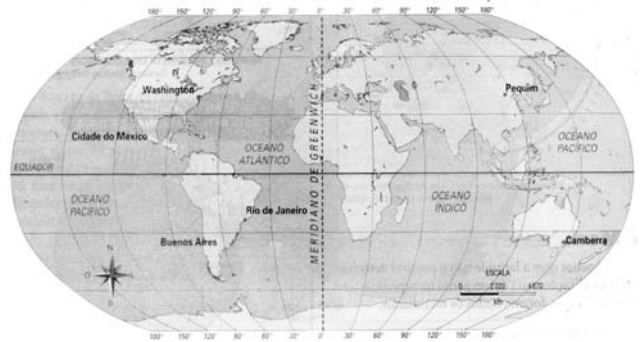 180° 150° 120° 90° 60° 30° 0° 30° 60° 90° 120° 150° 180°
Washington
Pequim
Cidade do México
OCEANO ATLÂNTICO
OCEANO PACÍFICO
MERIDIANO DE GREENWICH
EQUADOR
OCEANO PACÍFICO
OCEANO ÍNDICO
Rio de Janeiro
Buenos Aires
Camberra
N
O
S
ESCALA
0
km
180° 150° 120° 90° 60° 30° 0° 30° 60° 90° 120° 150° 180°